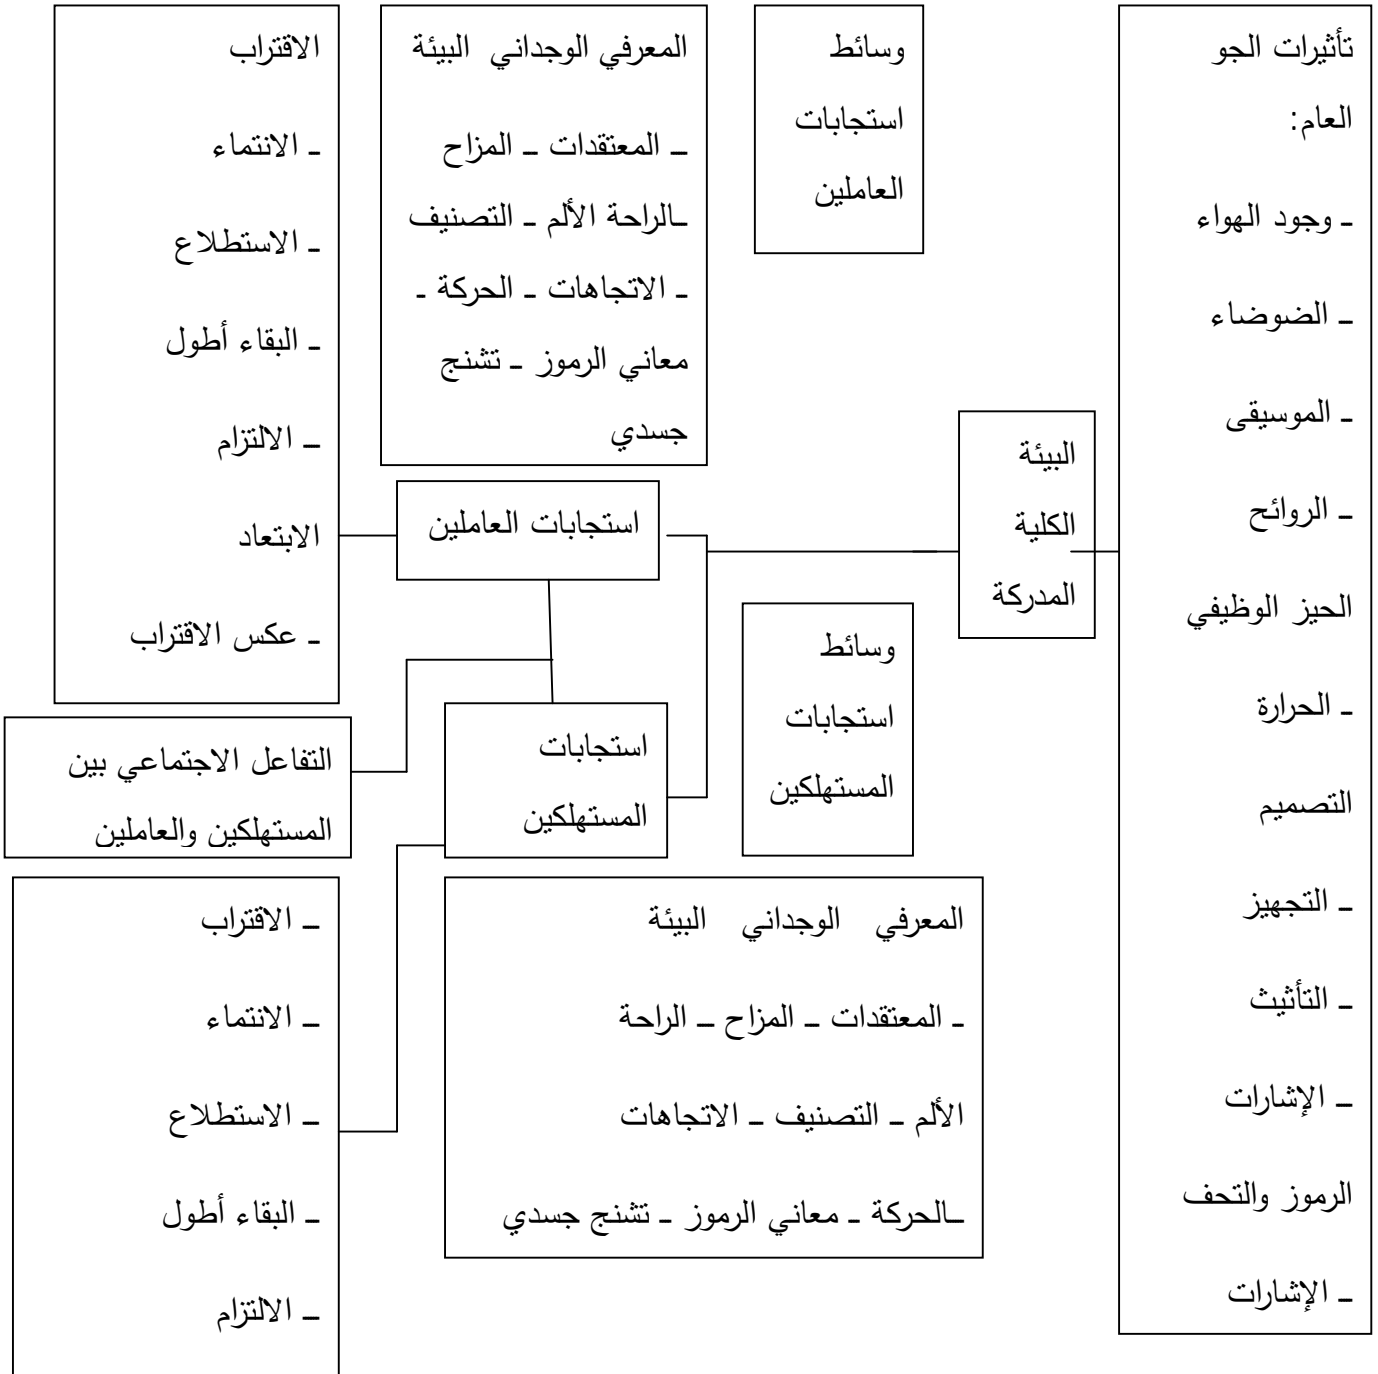 تأثيرات الجو
العام:
ـ وجود الهواء
ـ الضوضاء
ـ الموسيقى
ـ الروائح
الحيز الوظيفي
ـ الحرارة
التصميم
ـ التجهيز
ـ التأثيث
ـ الإشارات
الرموز والتحف
ـ الإشارات
البيئة
الكلية
المدركة
وسائط
استجابات
العاملين
وسائط
استجابات
المستهلكين
المعرفي الوجداني البيئة
ـ المعتقدات ـ المزاح
ـالراحة الألم ـ التصنيف
ـ الاتجاهات ـ الحركة ـ
معاني الرموز ـ تشنج
جسدي
استجابات العاملين
استجابات
المستهلكين
المعرفي الوجداني البيئة
ـ المعتقدات ـ المزاح ـ الراحة
الألم ـ التصنيف ـ الاتجاهات
ـالحركة ـ معاني الرموز ـ تشنج جسدي
الاقتراب
ـ الانتماء
ـ الاستطلاع
ـ البقاء أطول
ـ الالتزام
الابتعاد
ـ عكس الاقتراب
التفاعل الاجتماعي بين
المستهلكين والعاملين
ـ الاقتراب
ـ الانتماء
ـ الاستطلاع
ـ البقاء أطول
ـ الالتزام